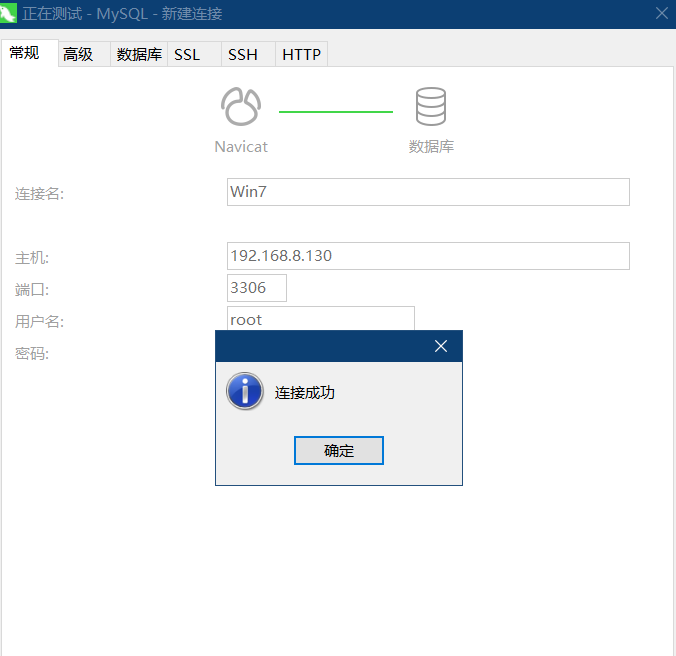 正在测试 - MySQL - 新建连接
常规 高级 数据库 SSL SSH HTTP
Navicat 数据库
连接名: Win7
主机: 192.168.8.130
端口: 3306
用户名: root
密码:
连接成功
确定